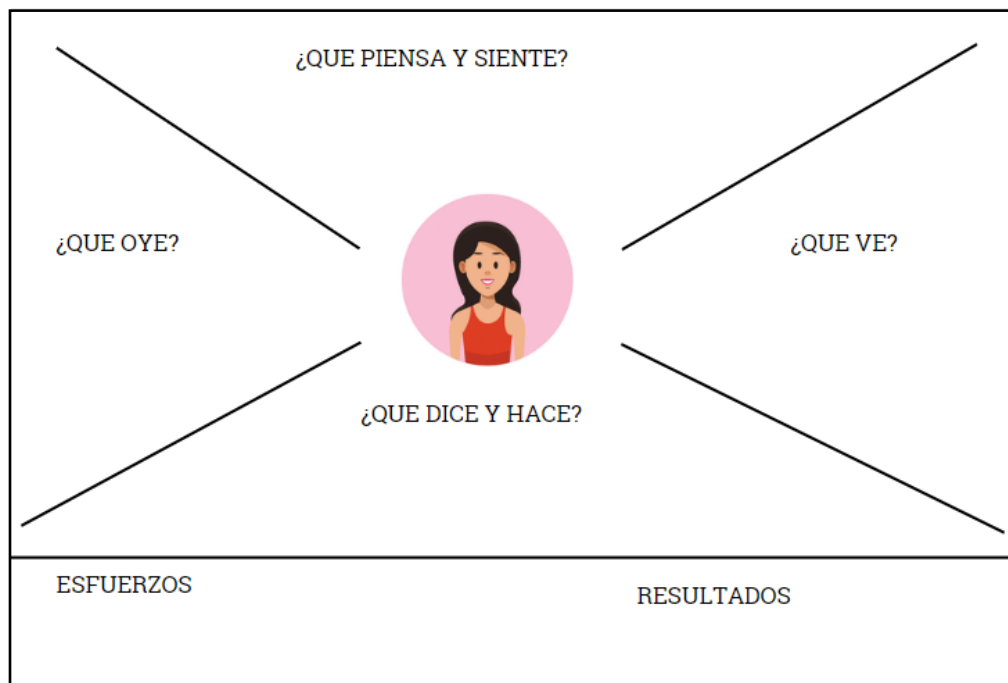 ¿QUE PIENSA Y SIENTE?
¿QUE OYE?
¿QUE VE?
¿QUE DICE Y HACE?
ESFUERZOS
RESULTADOS